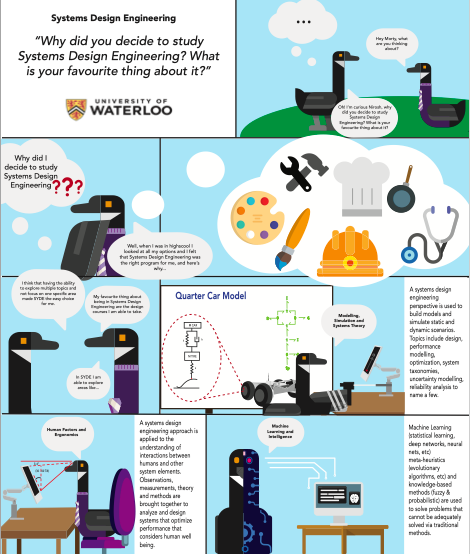 Systems Design Engineering
"Why did you decide to study
Systems Design Engineering? What
is your favourite thing about it?"
UNIVERSITY OF
WATERLOO
Hey Morty, what
are you thinking
about?
Oh! I'm curious Nirosh, why
did you decide to study
Systems Design
Engineering? What is your
favourite thing about it?
Why did I
decide to study
Systems Design
Engineering
???
Well, when I was in highscool I
looked at all my options and I felt
that Systems Design Engineering was
the right program for me, and here's
why...
I think that having the ability
to explore multiple topics and
not focus on one specific area
made SYDE the easy choice
for me.
My favourite thing about
being in Systems Design
Engineering are the design
courses I am able to take.
In SYDE I am
able to explore
areas like...
Quarter Car Model
Modelling,
Simulation and
Systems Theory
A systems design
engineering
perspective is used to
build models and
simulate static and
dynamic scenarios.
Topics include design,
performance
modelling,
optimization, system
taxonomies,
uncertainty modelling,
reliability analysis to
name a few.
Human Factors and
Ergonomics
A systems design
engineering approach is
applied to the
understanding of
interactions between
humans and other
system elements.
Observations,
measurements, theory
and methods are
brought together to
analyze and design
systems that optimize
performance that
considers human well
being.
Machine
Learning and
Intelligence
Machine Learning
(statistical learning,
deep networks, neural
nets, etc)
meta-heuristics
(evolutionary
algorithms, etc) and
knowledge-based
methods (fuzzy &
probabilistic) are used
to solve problems that
cannot be adequately
solved via traditional
methods.